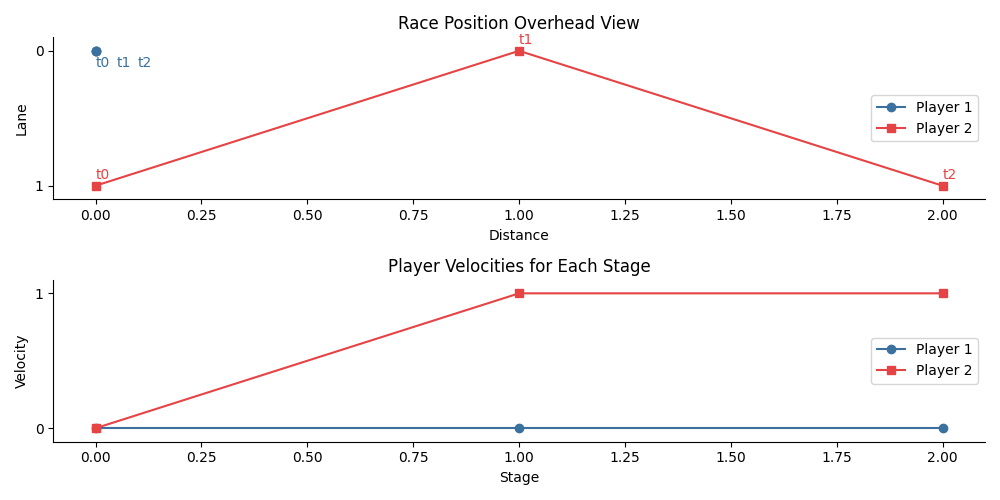 Race Position Overhead View
t1
0
t0 t1 t2
Lane
Player 1
Player 2
t0
t2
1
0.00 0.25 0.50 0.75 1.00 1.25 1.50 1.75 2.00
Distance
Player Velocities for Each Stage
1
Velocity
Player 1
Player 2
0
0.00 0.25 0.50 0.75 1.00 1.25 1.50 1.75 2.00
Stage